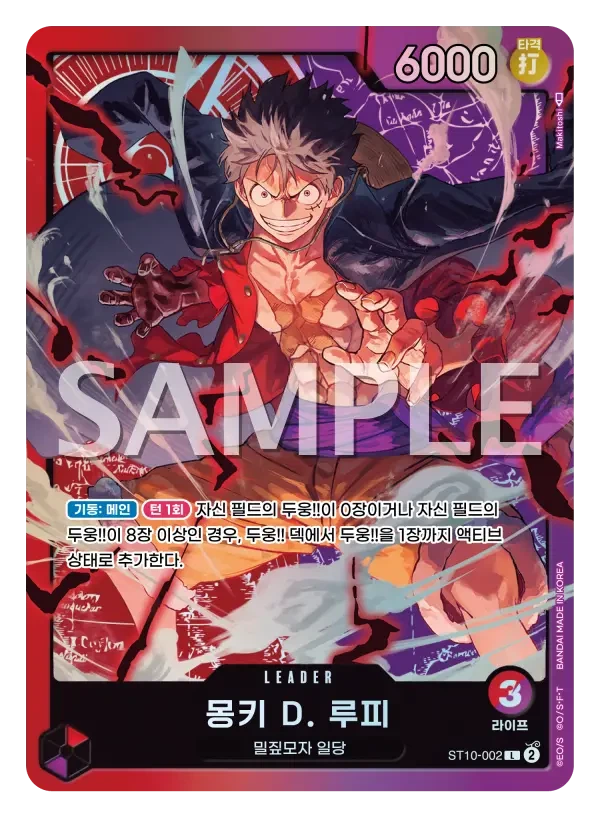 6000
타격
打
Makitoshi
SAMPLE
기동: 메인 턴 1회 자신 필드의 두웅!!이 0장이거나 자신 필드의
두웅!!이 8장 이상인 경우, 두웅!! 덱에서 두웅!!을 1장까지 액티브
상태로 추가한다.
LEADER
몽키 D. 루피
밀짚모자 일당
3
라이프
ST10-002 L 2
©E.O/S ©O/S·F·T BANDAI MADE IN KOREA